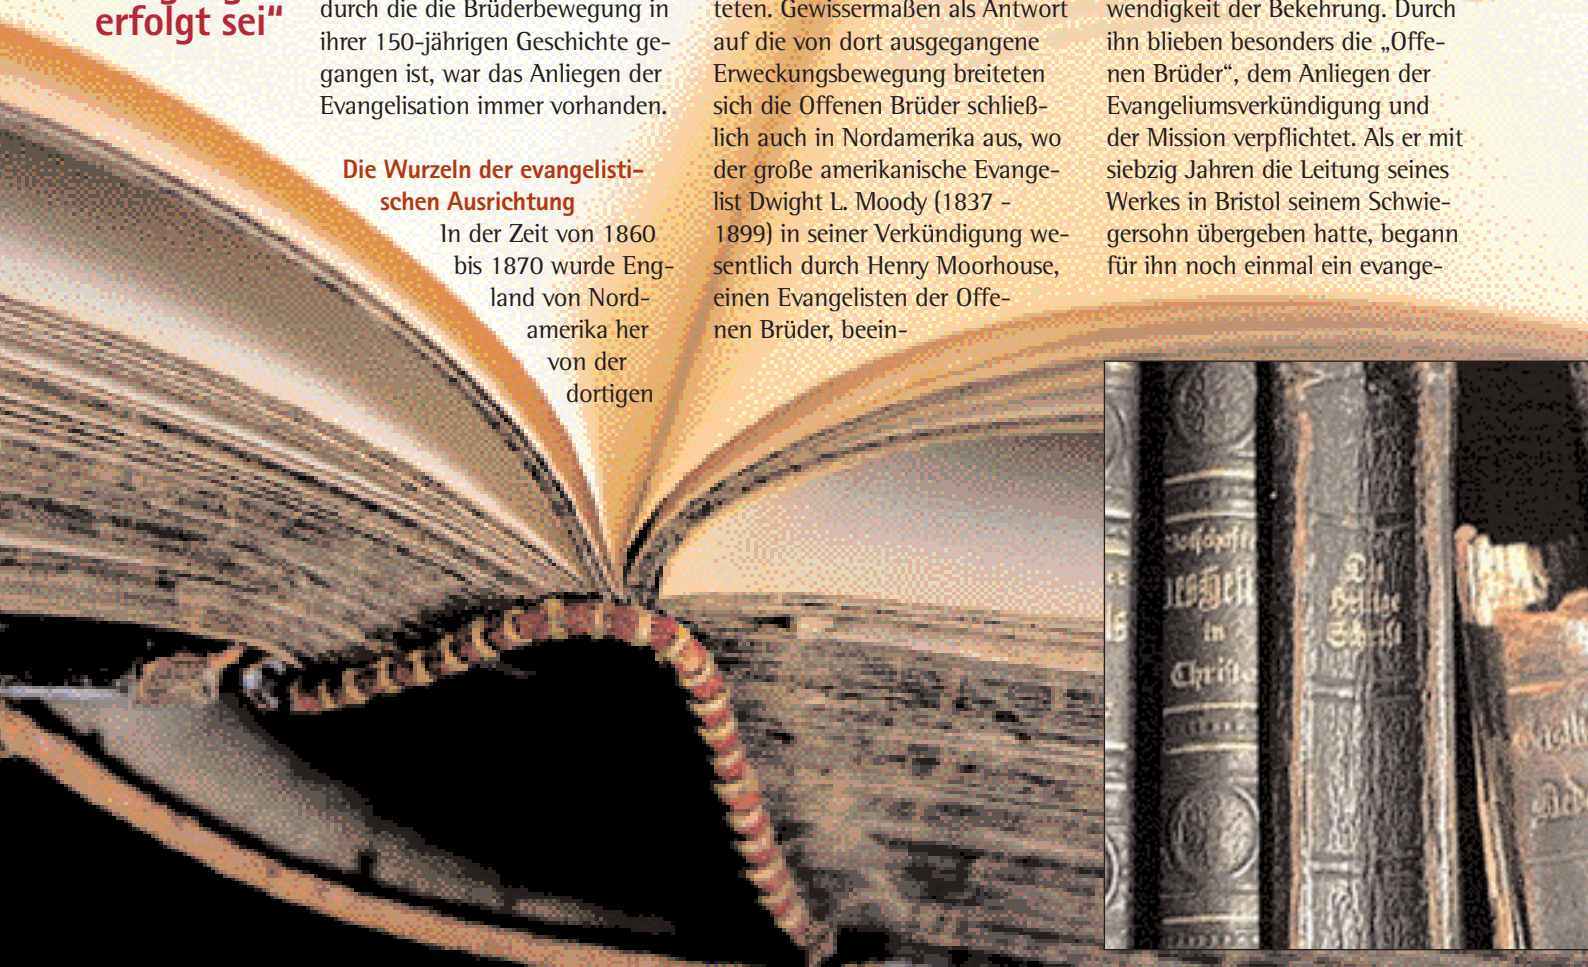 erfolgt sei“
durch die die Brüderbewegung in
ihrer 150-jährigen Geschichte ge-
gangen ist, war das Anliegen der
Evangelisation immer vorhanden.
Die Wurzeln der evangelisti-
schen Ausrichtung
In der Zeit von 1860
bis 1870 wurde Eng-
land von Nord-
amerika her
von der
dortigen
teten. Gewissermaßen als Antwort
auf die von dort ausgegangene
Erweckungsbewegung breiteten
sich die Offenen Brüder schließ-
lich auch in Nordamerika aus, wo
der große amerikanische Evange-
list Dwight L. Moody (1837 -
1899) in seiner Verkündigung we-
sentlich durch Henry Moorhouse,
einen Evangelisten der Offe-
nen Brüder, beein-
wendigkeit der Bekehrung. Durch
ihn blieben besonders die „Offe-
nen Brüder“, dem Anliegen der
Evangeliumsverkündigung und
der Mission verpflichtet. Als er mit
siebzig Jahren die Leitung seines
Werkes in Bristol seinem Schwie-
gersohn übergeben hatte, begann
für ihn noch einmal ein evange-
in
Christo
Die
Heilige
Schrift